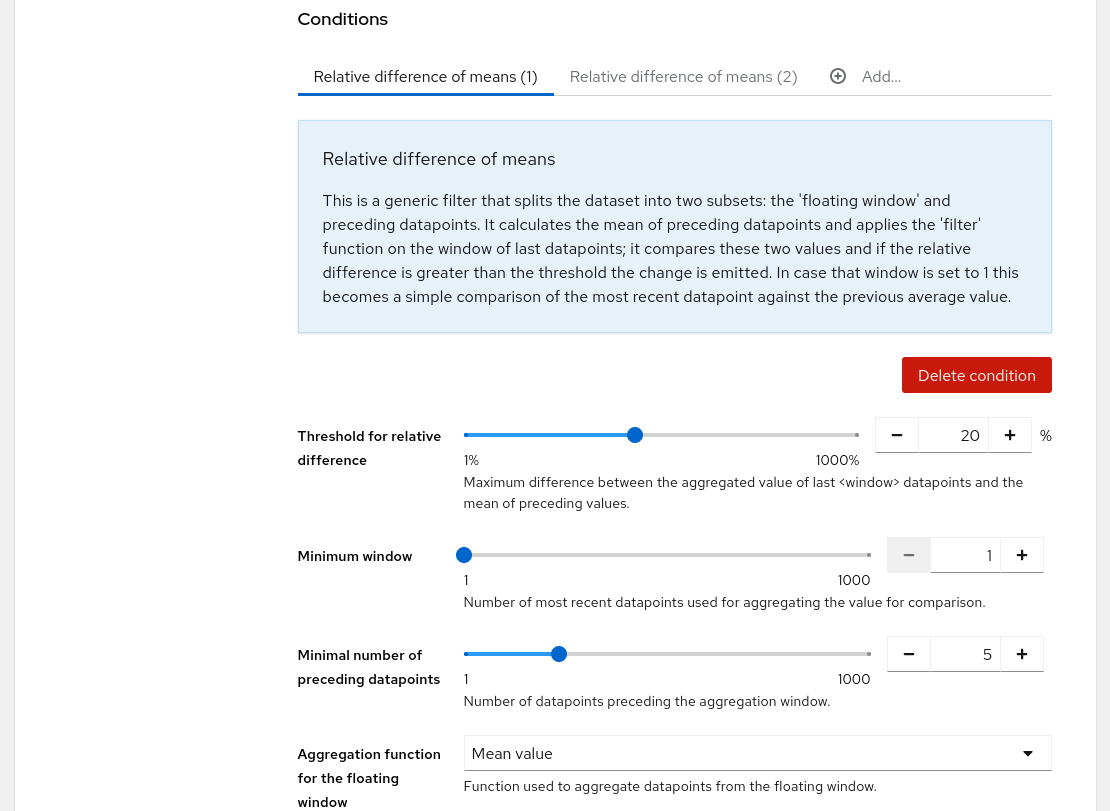 Conditions
Relative difference of means (1) Relative difference of means (2) Add...
Relative difference of means
This is a generic filter that splits the dataset into two subsets: the 'floating window' and
preceding datapoints. It calculates the mean of preceding datapoints and applies the 'filter'
function on the window of last datapoints; it compares these two values and if the relative
difference is greater than the threshold the change is emitted. In case that window is set to 1 this
becomes a simple comparison of the most recent datapoint against the previous average value.
Delete condition
Threshold for relative
difference
20 %
1% 1000%
Maximum difference between the aggregated value of last <window> datapoints and the
mean of preceding values.
Minimum window
1
1 1000
Number of most recent datapoints used for aggregating the value for comparison.
Minimal number of
preceding datapoints
5
1 1000
Number of datapoints preceding the aggregation window.
Aggregation function
for the floating
window
Mean value
Function used to aggregate datapoints from the floating window.